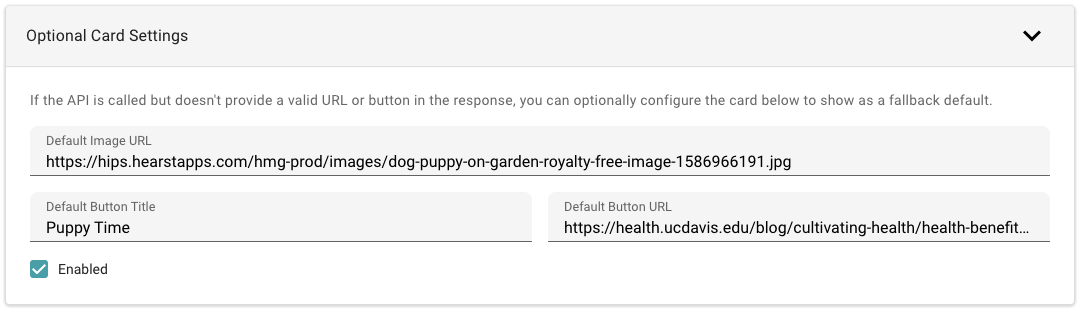 Optional Card Settings
If the API is called but doesn't provide a valid URL or button in the response, you can optionally configure the card below to show as a fallback default.
Default Image URL
https://hips.hearstapps.com/hmg-prod/images/dog-puppy-on-garden-royalty-free-image-1586966191.jpg
Default Button Title
Puppy Time
Default Button URL
https://health.ucdavis.edu/blog/cultivating-health/health-benefit...
Enabled